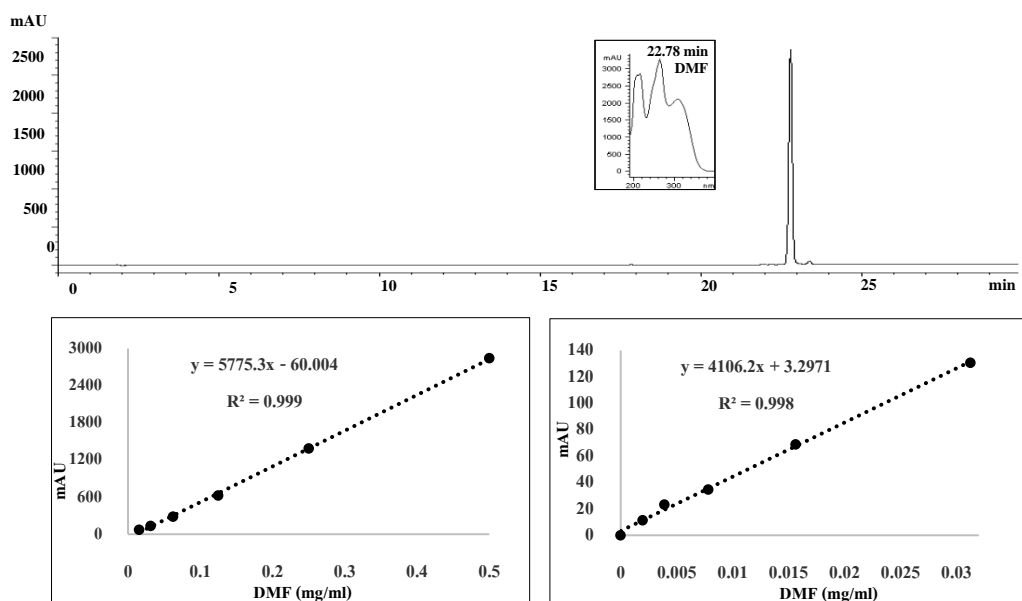 mAU
2500
2000
1500
1000
500
0
0 5 10 15 20 25 min
22.78 min
DMF
mAU
3000
2500
2000
1500
1000
500
0
200 300 nm
y = 5775.3x - 60.004
R² = 0.999
mAU
3000
2400
1800
1200
600
0
0 0.1 0.2 0.3 0.4 0.5
DMF (mg/ml)
y = 4106.2x + 3.2971
R² = 0.998
mAU
140
120
100
80
60
40
20
0
0 0.005 0.01 0.015 0.02 0.025 0.03
DMF (mg/ml)